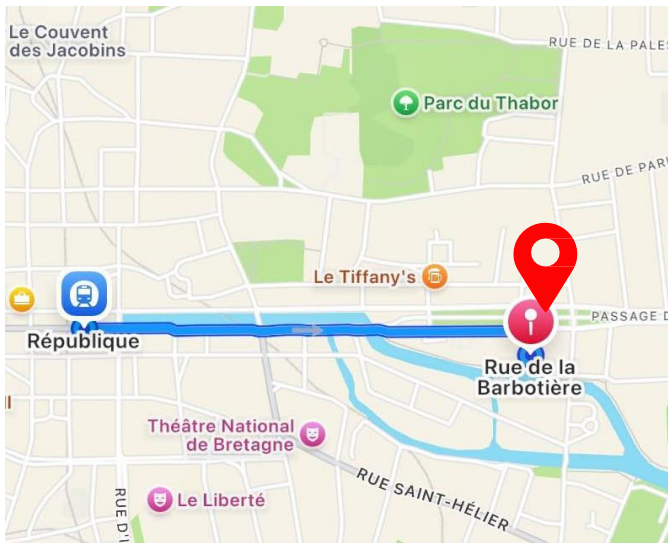 Le Couvent
des Jacobins
RUE DE LA PALES
Parc du Thabor
RUE DE PARI
Le Tiffany's
PASSAGE D
République
Rue de la
Barbotière
Théâtre National
de Bretagne
RUE SAINT-HÉLIER
Le Liberté
RUE D'I